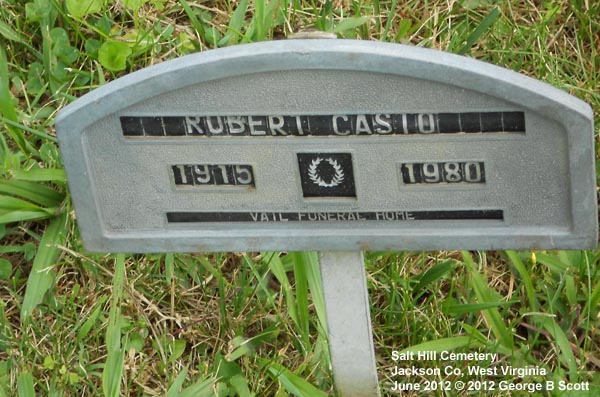 ROBERT CASTO
1915 1980
VAIL FUNERAL HOME
Salt Hill Cemetery
Jackson Co, West Virginia
June 2012 © 2012 George B Scott